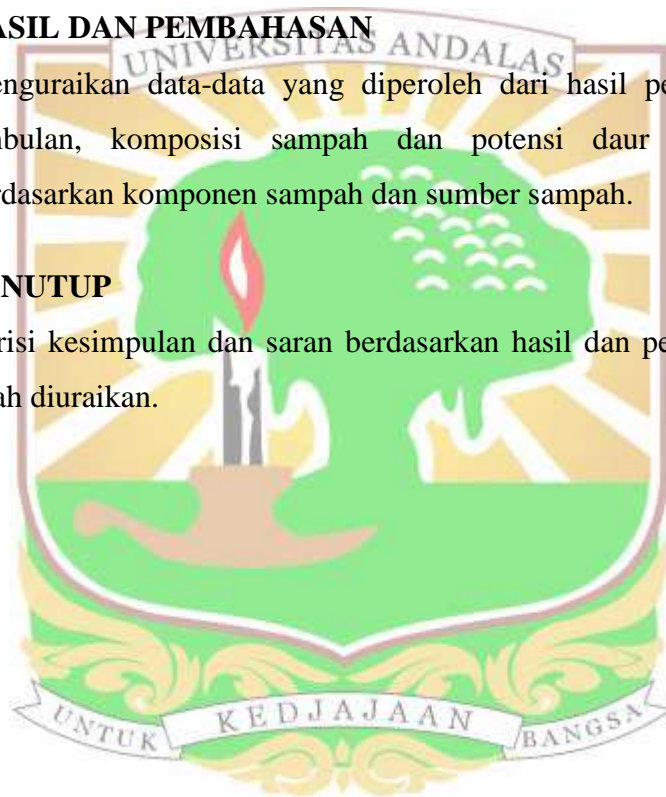 ASIL DAN PEMBAHASAN
UNIVERSITAS ANDALAS
enguraikan data-data yang diperoleh dari hasil pe
bulan, komposisi sampah dan potensi daur
rdasarkan komponen sampah dan sumber sampah.
NUTUP
risi kesimpulan dan saran berdasarkan hasil dan pe
ah diuraikan.
UNTUK KEDJAJAAN BANGSA